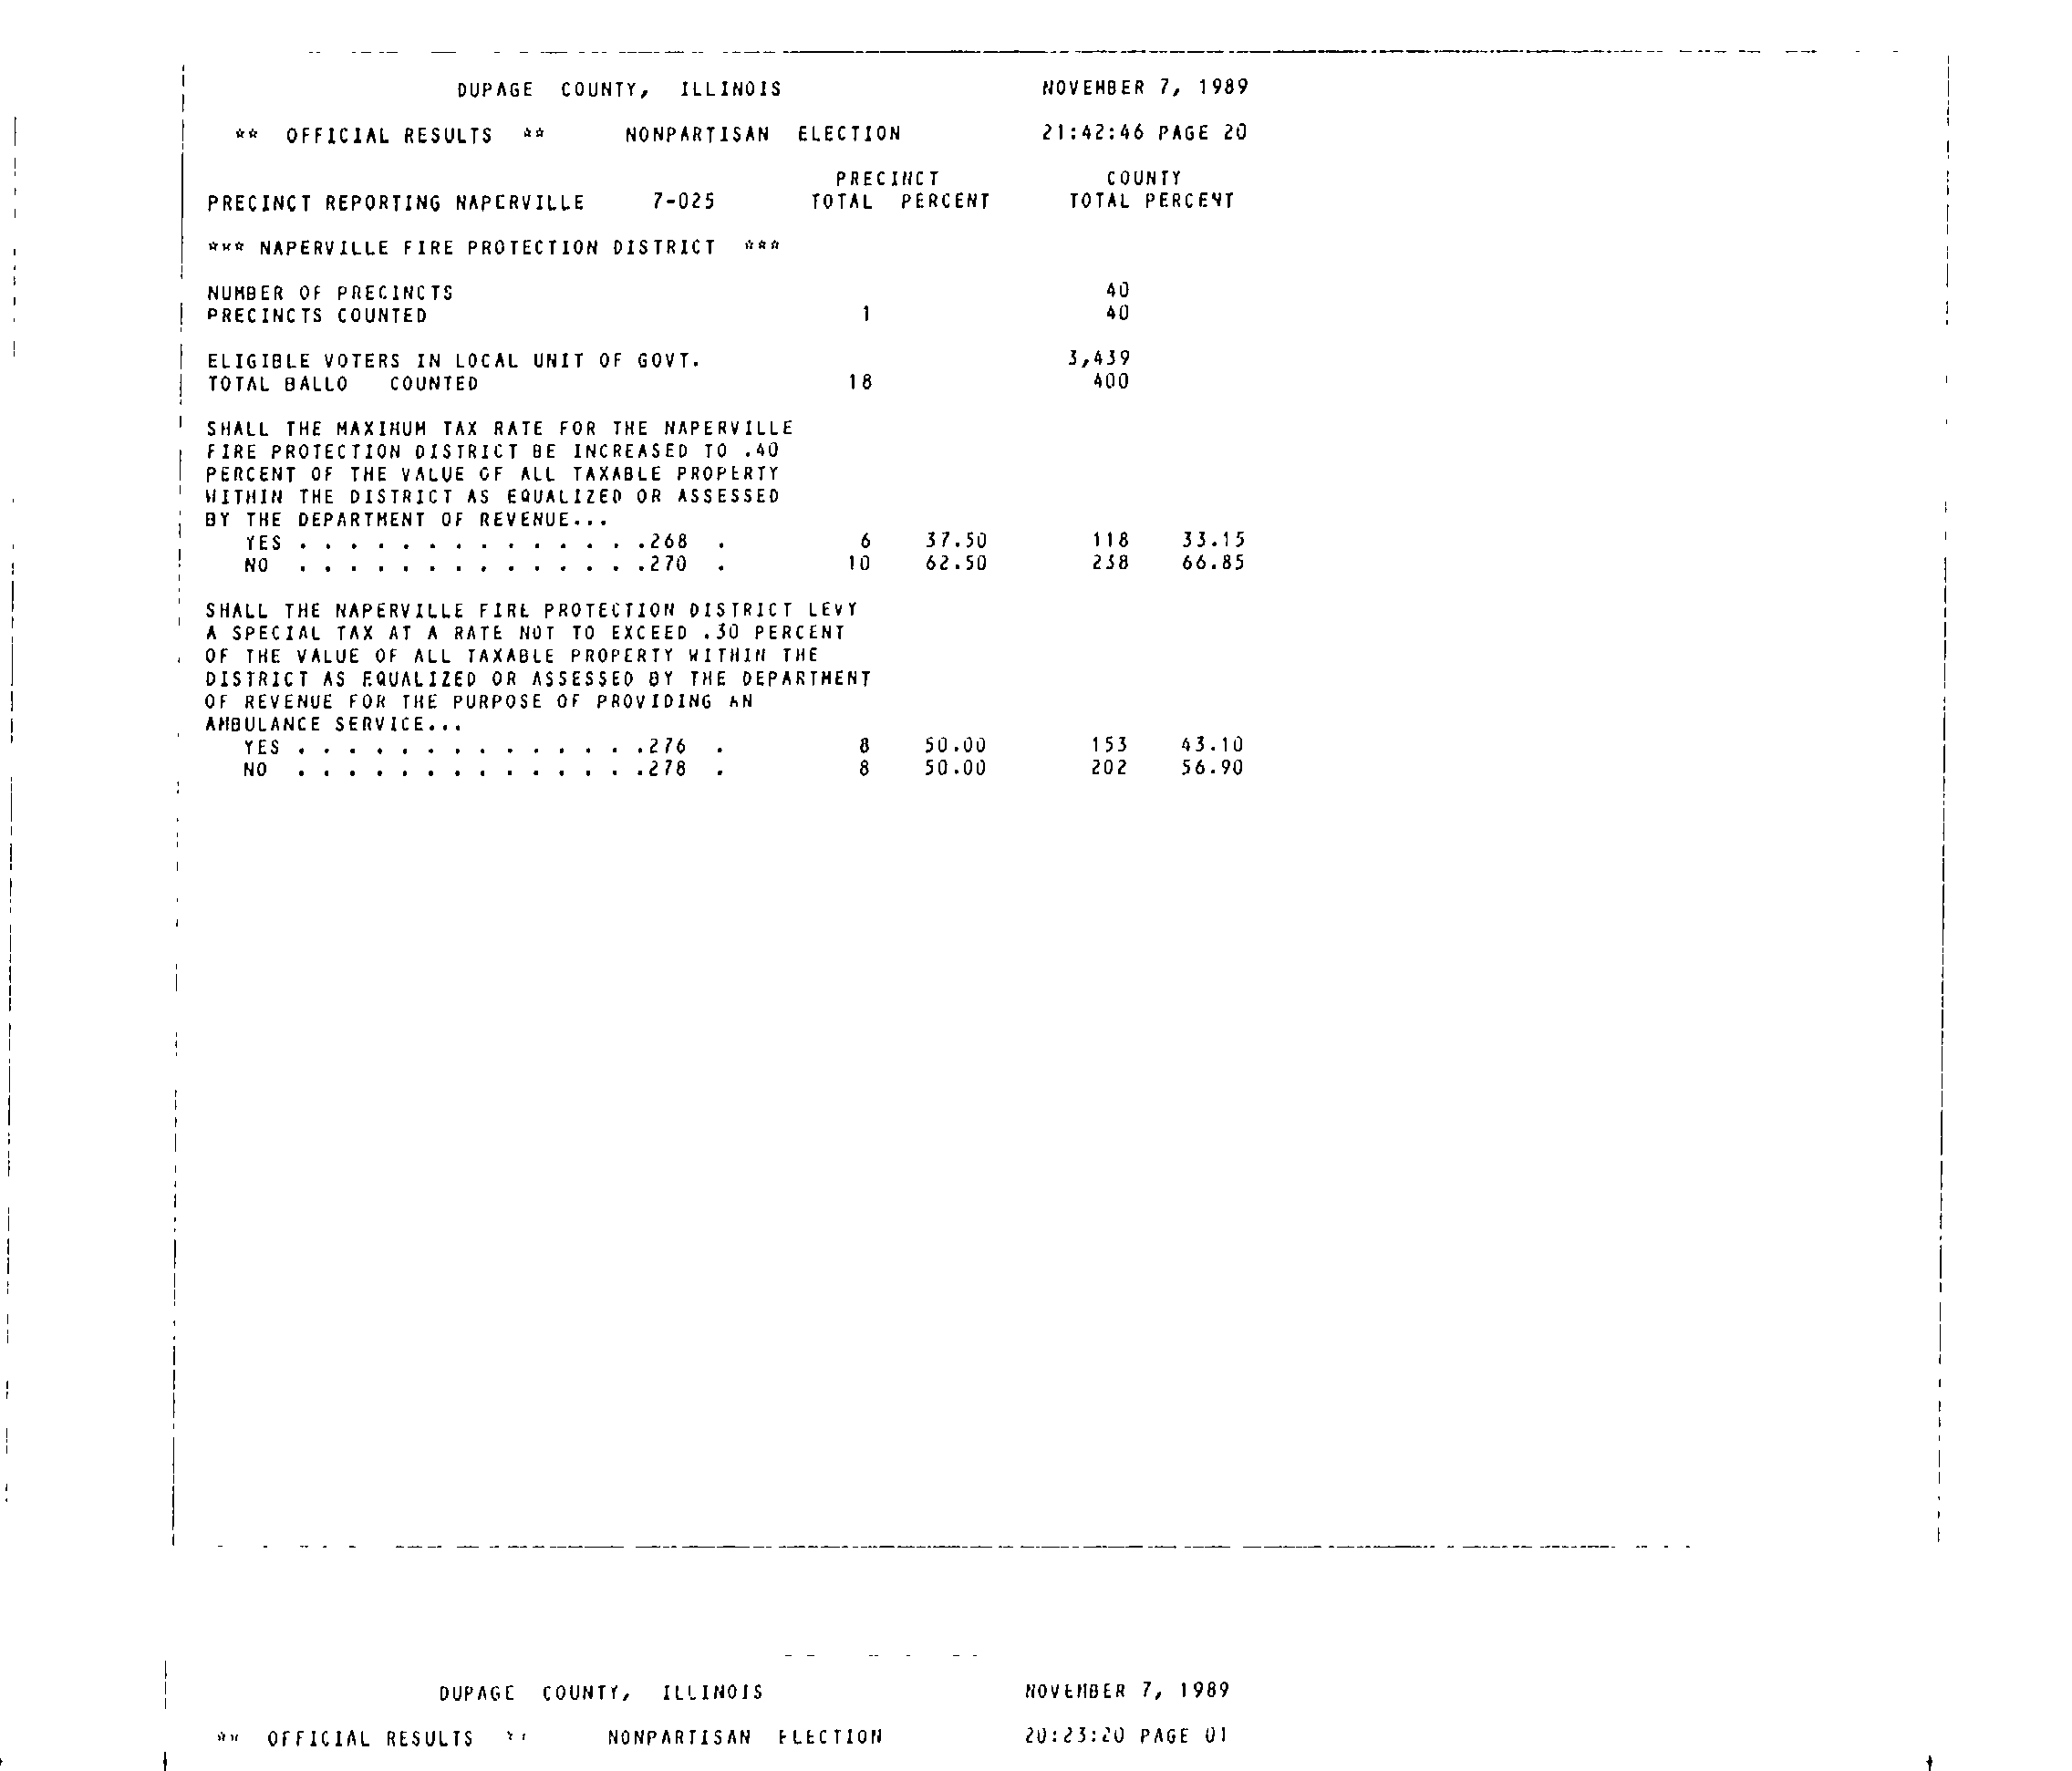 DUPAGE COUNTY, ILLINOIS NOVEMBER 7, 1989
** OFFICIAL RESULTS ** NONPARTISAN ELECTION 21:42:46 PAGE 20
PRECINCT COUNTY
PRECINCT REPORTING NAPERVILLE 7-025 TOTAL PERCENT TOTAL PERCENT
*** NAPERVILLE FIRE PROTECTION DISTRICT ***
NUMBER OF PRECINCTS 40
PRECINCTS COUNTED 1 40
ELIGIBLE VOTERS IN LOCAL UNIT OF GOVT. 3,439
TOTAL BALLO COUNTED 18 400
SHALL THE MAXIMUM TAX RATE FOR THE NAPERVILLE
FIRE PROTECTION DISTRICT BE INCREASED TO .40
PERCENT OF THE VALUE OF ALL TAXABLE PROPERTY
WITHIN THE DISTRICT AS EQUALIZED OR ASSESSED
BY THE DEPARTMENT OF REVENUE...
YES . . . . . . . . . . . . . .268 . 6 37.50 118 33.15
NO . . . . . . . . . . . . . .270 . 10 62.50 238 66.85
SHALL THE NAPERVILLE FIRE PROTECTION DISTRICT LEVY
A SPECIAL TAX AT A RATE NOT TO EXCEED .30 PERCENT
OF THE VALUE OF ALL TAXABLE PROPERTY WITHIN THE
DISTRICT AS EQUALIZED OR ASSESSED BY THE DEPARTMENT
OF REVENUE FOR THE PURPOSE OF PROVIDING AN
AMBULANCE SERVICE...
YES . . . . . . . . . . . . . .276 . 8 50.00 153 43.10
NO . . . . . . . . . . . . . .278 . 8 50.00 202 56.90
DUPAGE COUNTY, ILLINOIS NOVEMBER 7, 1989
** OFFICIAL RESULTS ** NONPARTISAN ELECTION 20:23:20 PAGE 01